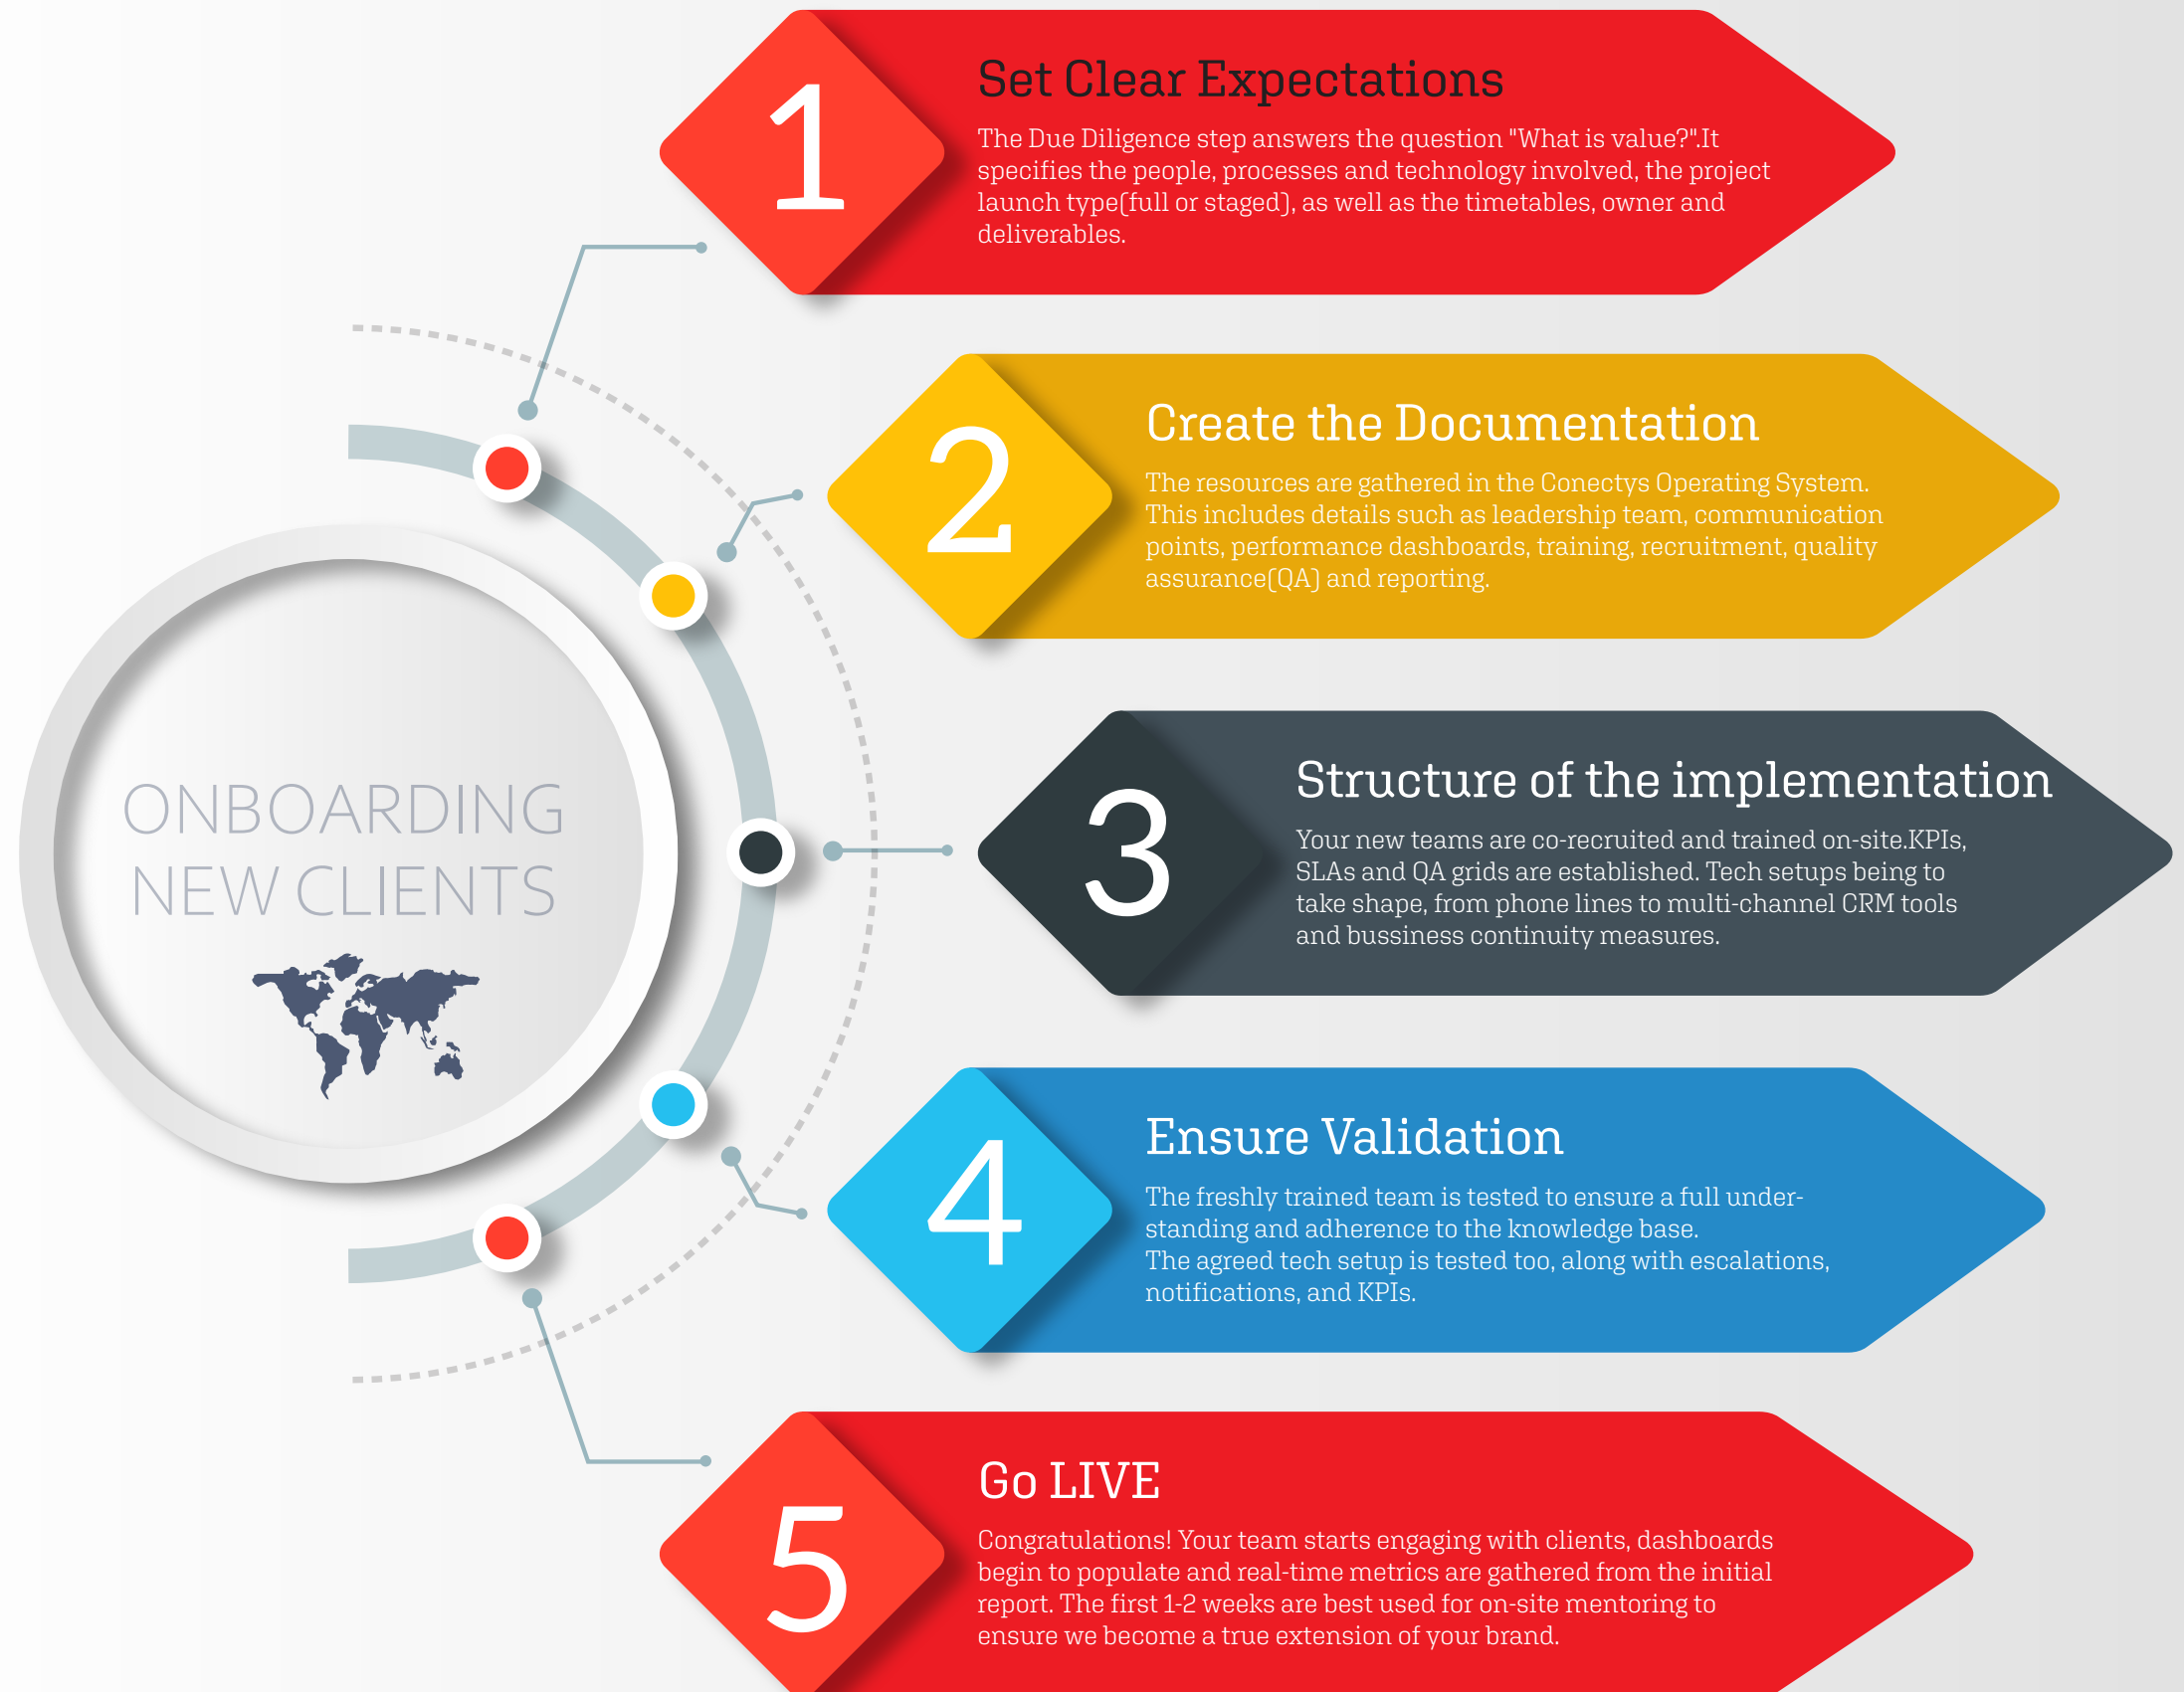 ONBOARDING
NEW CLIENTS
1
Set Clear Expectations
The Due Diligence step answers the question "What is value?".It
specifies the people, processes and technology involved, the project
launch type(full or staged), as well as the timetables, owner and
deliverables.
2
Create the Documentation
The resources are gathered in the Conectys Operating System.
This includes details such as leadership team, communication
points, performance dashboards, training, recruitment, quality
assurance(QA) and reporting.
3
Structure of the implementation
Your new teams are co-recruited and trained on-site.KPIs,
SLAs and QA grids are established. Tech setups being to
take shape, from phone lines to multi-channel CRM tools
and bussiness continuity measures.
4
Ensure Validation
The freshly trained team is tested to ensure a full under-
standing and adherence to the knowledge base.
The agreed tech setup is tested too, along with escalations,
notifications, and KPIs.
5
Go LIVE
Congratulations! Your team starts engaging with clients, dashboards
begin to populate and real-time metrics are gathered from the initial
report. The first 1-2 weeks are best used for on-site mentoring to
ensure we become a true extension of your brand.